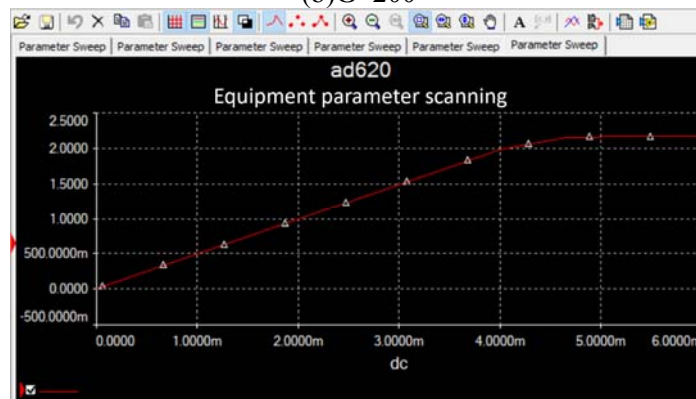 (b)G=200
A
Parameter Sweep Parameter Sweep Parameter Sweep Parameter Sweep Parameter Sweep Parameter Sweep
ad620
Equipment parameter scanning
2.5000
2.0000
1.5000
1.0000
500.0000m
0.0000
-500.0000m
0.0000 1.0000m 2.0000m 3.0000m 4.0000m 5.0000m 6.0000m
dc